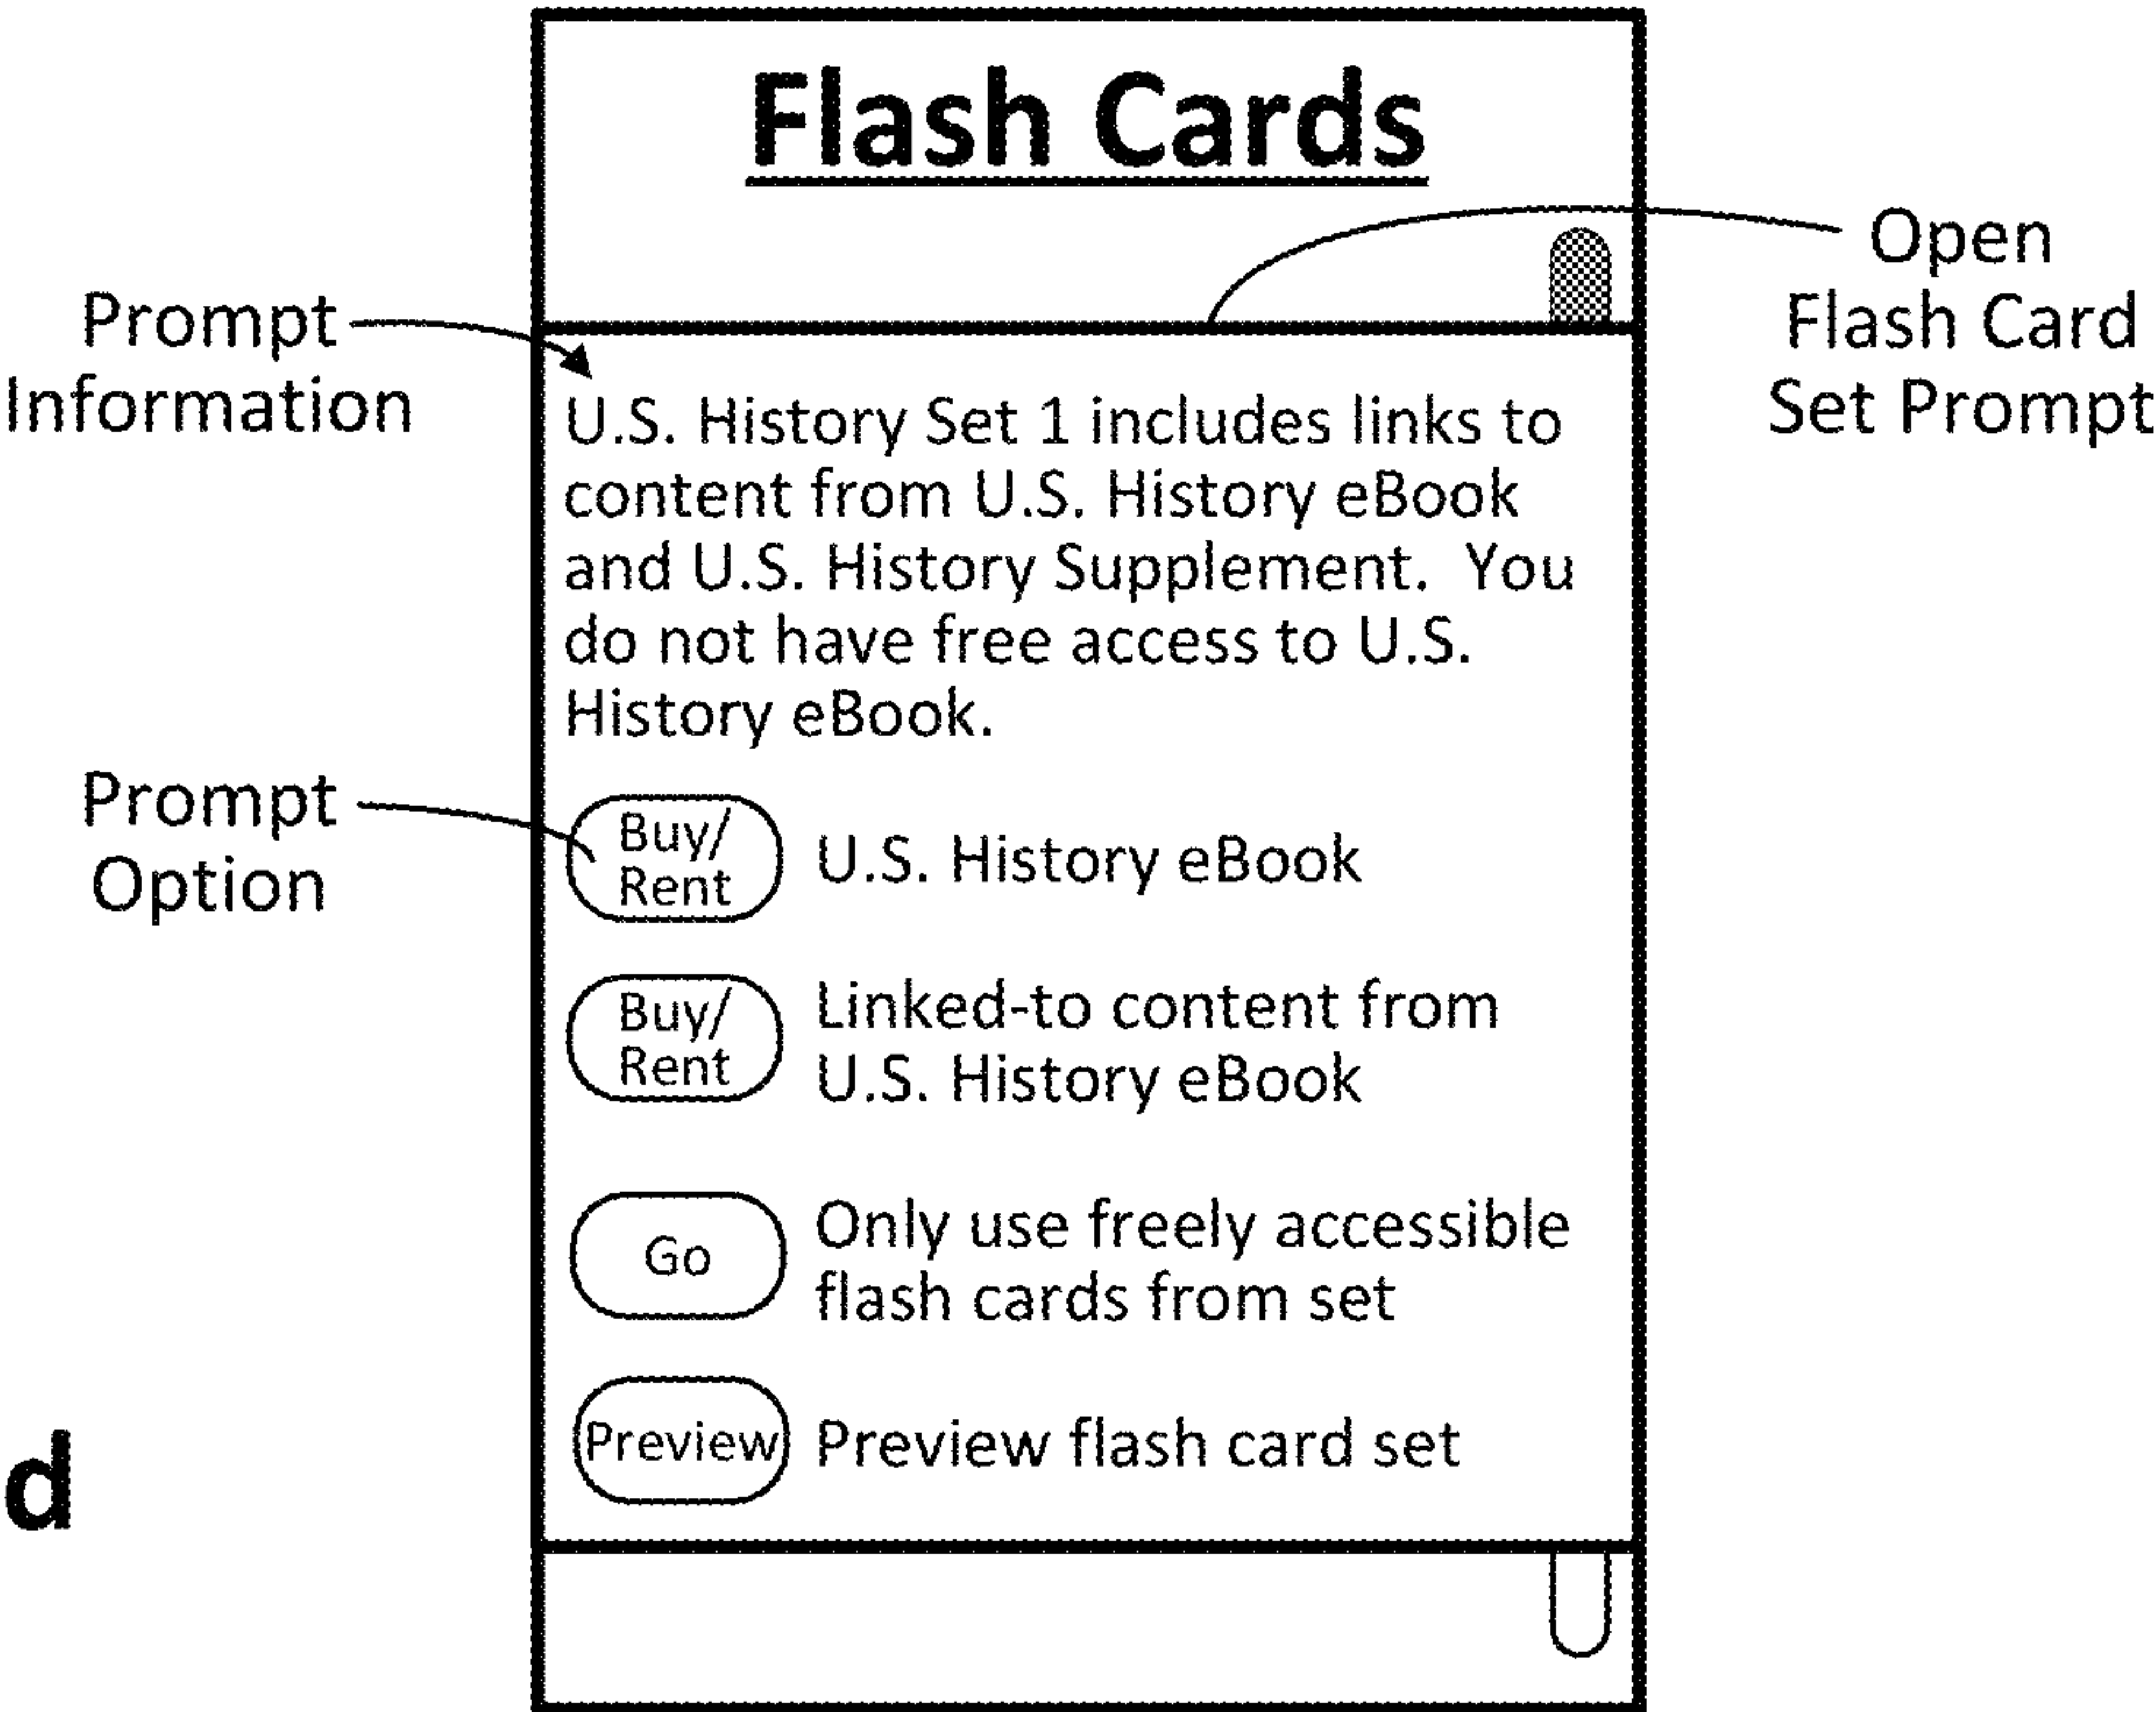 Flash Cards
Open
Flash Card
Set Prompt
Prompt
Information
U.S. History Set 1 includes links to
content from U.S. History eBook
and U.S. History Supplement.  You
do not have free access to U.S.
History eBook.
Prompt
Option
Buy/
Rent
U.S. History eBook
Buy/
Rent
Linked-to content from
U.S. History eBook
Go
Only use freely accessible
flash cards from set
Preview
Preview flash card set
d